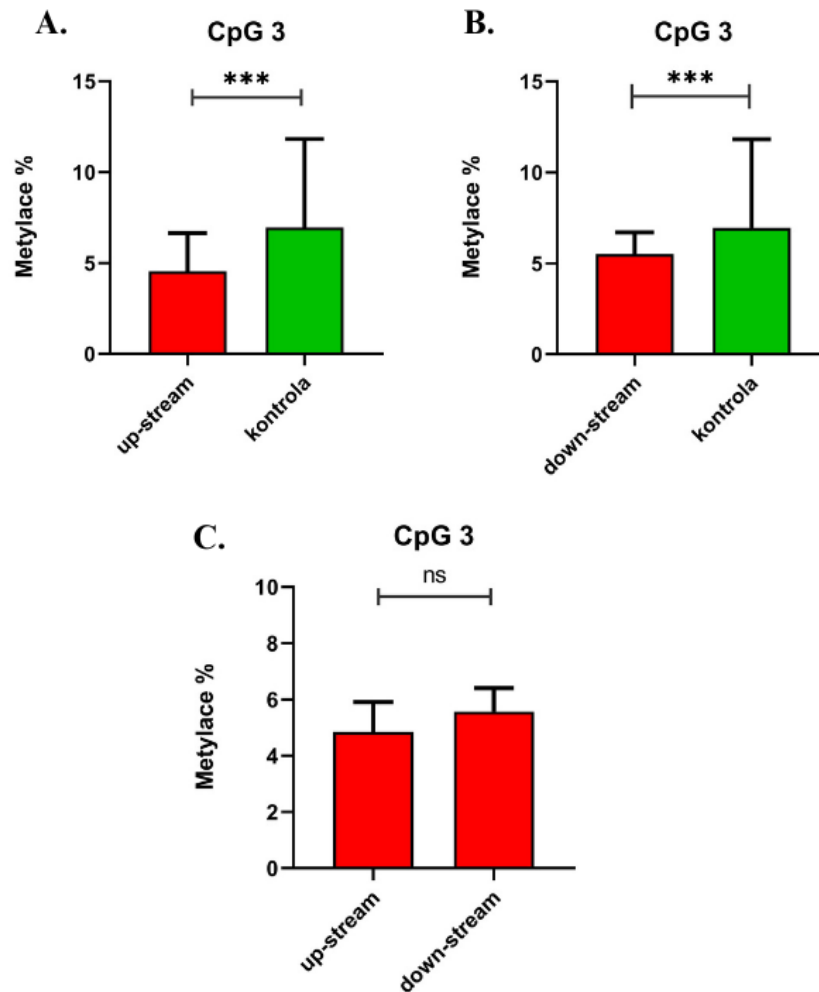 A.
CpG 3
***
15
10
5
0
Metylace %
up-stream
kontrola
B.
CpG 3
***
15
10
5
0
Metylace %
down-stream
kontrola
C.
CpG 3
ns
10
8
6
4
2
0
Metylace %
up-stream
down-stream